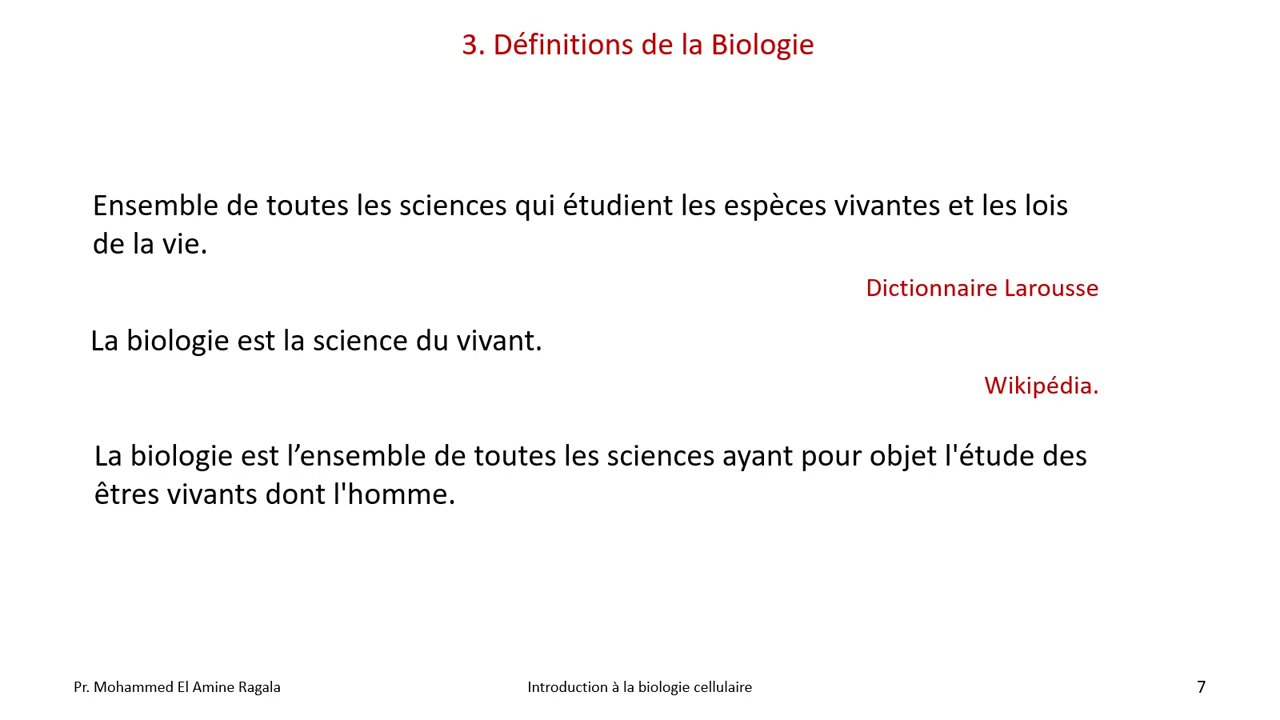 3. Définitions de la Biologie
Ensemble de toutes les sciences qui étudient les espèces vivantes et les lois
de la vie.
Dictionnaire Larousse
La biologie est la science du vivant.
Wikipédia.
La biologie est l’ensemble de toutes les sciences ayant pour objet l'étude des
êtres vivants dont l'homme.
Pr. Mohammed El Amine Ragala
Introduction à la biologie cellulaire
7